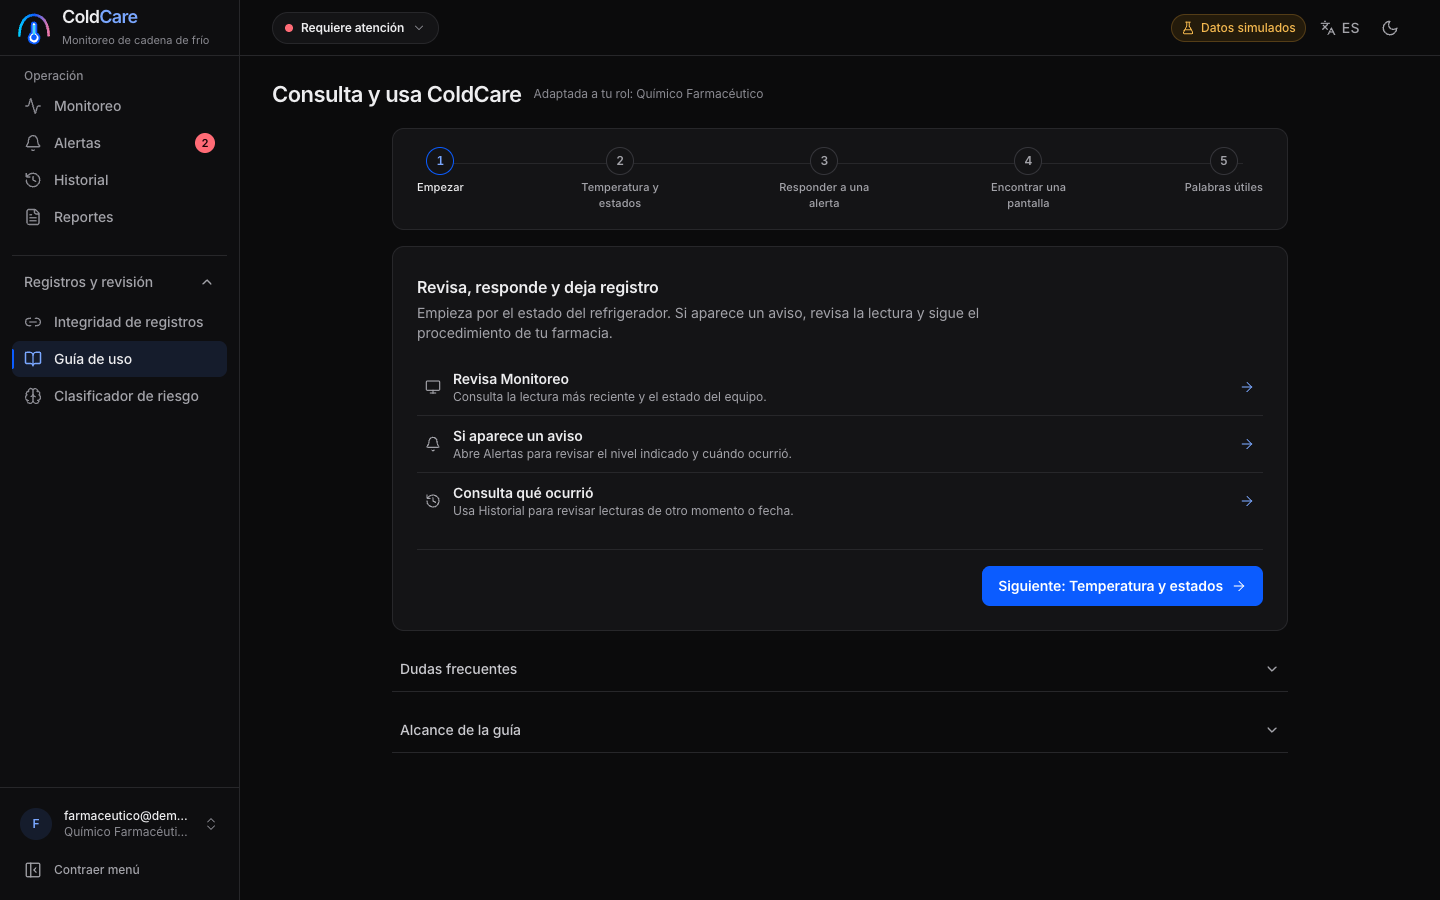 ColdCare
Monitoreo de cadena de frío
Requiere atención
Datos simulados
ES
Operación
Monitoreo
Alertas
2
Historial
Reportes
Registros y revisión
Integridad de registros
Guía de uso
Clasificador de riesgo
Consulta y usa ColdCare
Adaptada a tu rol: Químico Farmacéutico
1
Empezar
2
Temperatura y
estados
3
Responder a una
alerta
4
Encontrar una
pantalla
5
Palabras útiles
Revisa, responde y deja registro
Empieza por el estado del refrigerador. Si aparece un aviso, revisa la lectura y sigue el
procedimiento de tu farmacia.
Revisa Monitoreo
Consulta la lectura más reciente y el estado del equipo.
Si aparece un aviso
Abre Alertas para revisar el nivel indicado y cuándo ocurrió.
Consulta qué ocurrió
Usa Historial para revisar lecturas de otro momento o fecha.
Siguiente: Temperatura y estados
Dudas frecuentes
Alcance de la guía
F
farmaceutico@dem...
Químico Farmacéuti...
Contraer menú